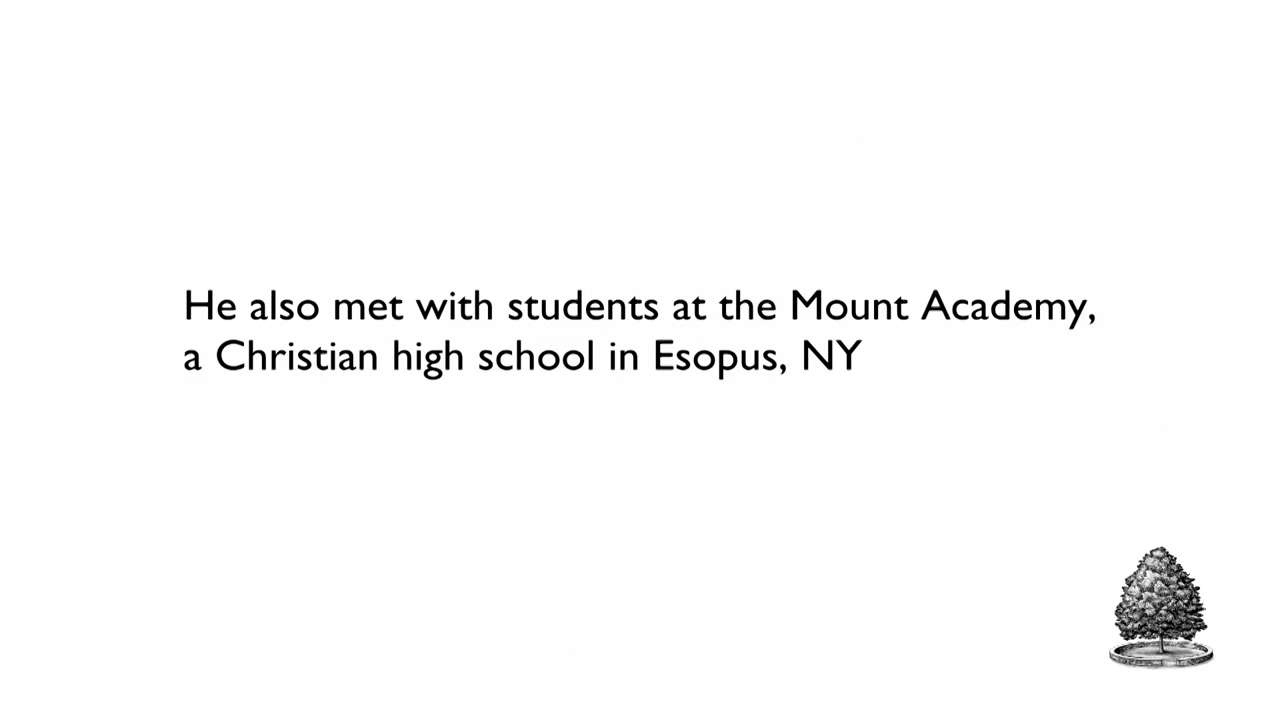 He also met with students at the Mount Academy,
a Christian high school in Esopus, NY